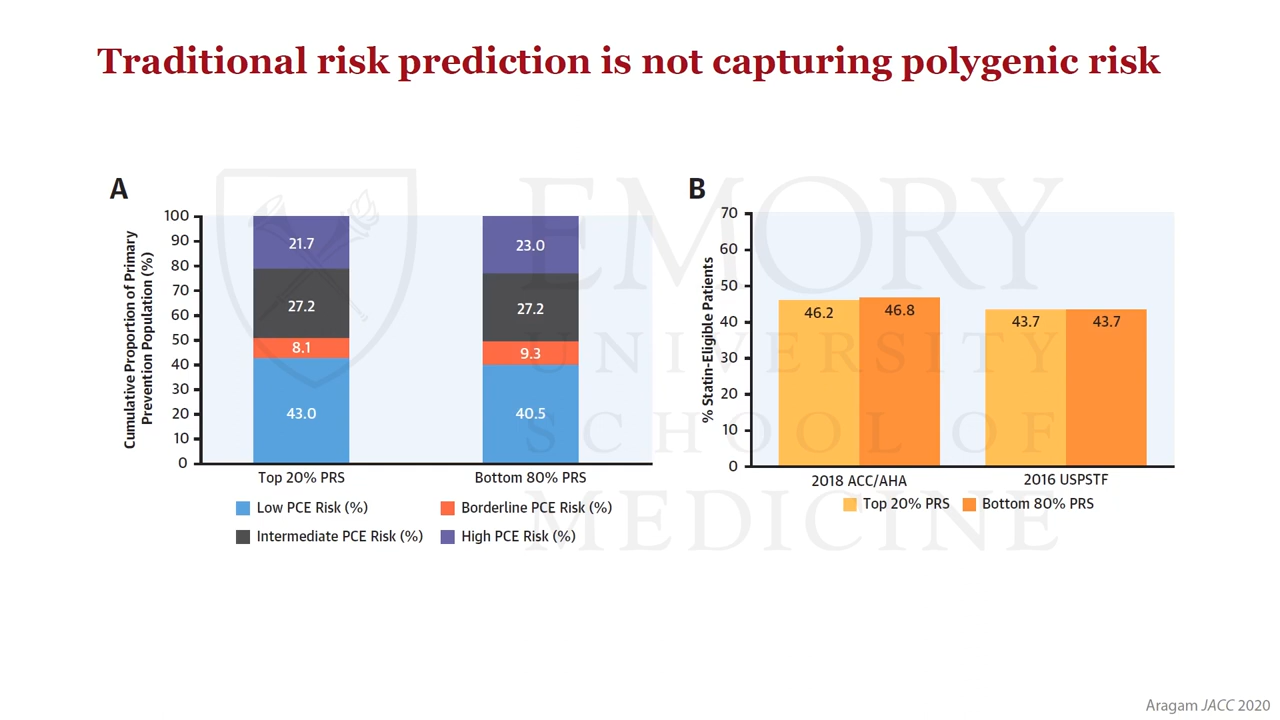 Traditional risk prediction is not capturing polygenic risk
A
Cumulative Proportion of Primary
Prevention Population (%)
100
90
80
70
60
50
40
30
20
10
0
21.7
27.2
8.1
43.0
23.0
27.2
9.3
40.5
Top 20% PRS
Bottom 80% PRS
Low PCE Risk (%)
Borderline PCE Risk (%)
Intermediate PCE Risk (%)
High PCE Risk (%)
B
% Statin-Eligible Patients
70
60
50
40
30
20
10
0
46.2
46.8
43.7
43.7
2018 ACC/AHA
2016 USPSTF
Top 20% PRS
Bottom 80% PRS
EMORY
UNIVERSITY
SCHOOL OF
MEDICINE
Aragam JACC 2020